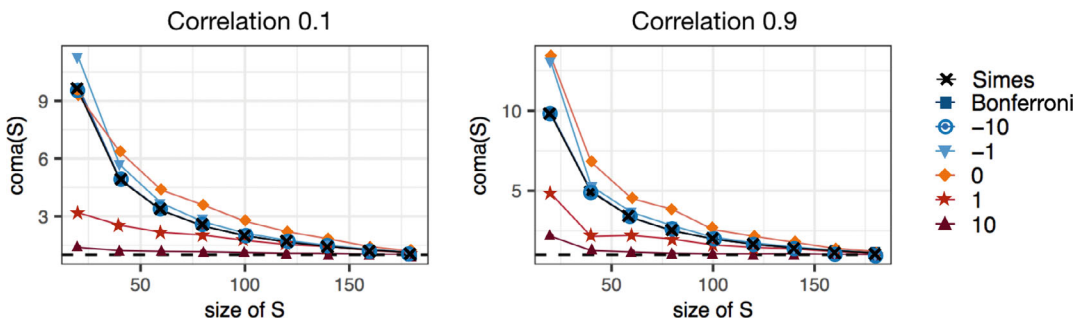 Correlation 0.1
Correlation 0.9
coma(S)
9
6
3
50
100
150
size of S
coma(S)
10
5
50
100
150
size of S
Simes
Bonferroni
−10
−1
0
1
10